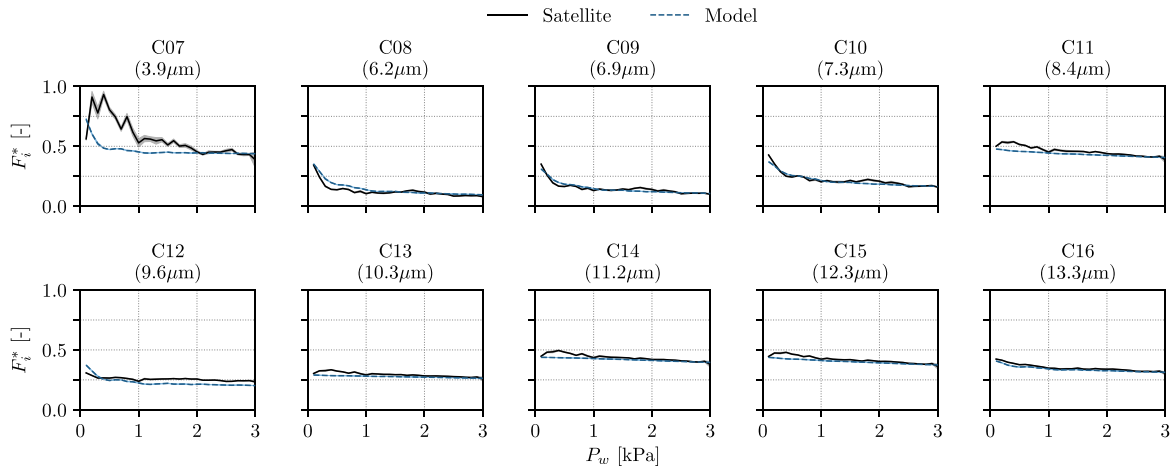 Satellite Model
C07 C08 C09 C10 C11
(3.9μm) (6.2μm) (6.9μm) (7.3μm) (8.4μm)
1.0
0.5
0.0
F_i^* [-]
C12 C13 C14 C15 C16
(9.6μm) (10.3μm) (11.2μm) (12.3μm) (13.3μm)
1.0
0.5
0.0
F_i^* [-]
0 1 2 3 0 1 2 3 0 1 2 3 0 1 2 3 0 1 2 3
P_w [kPa]